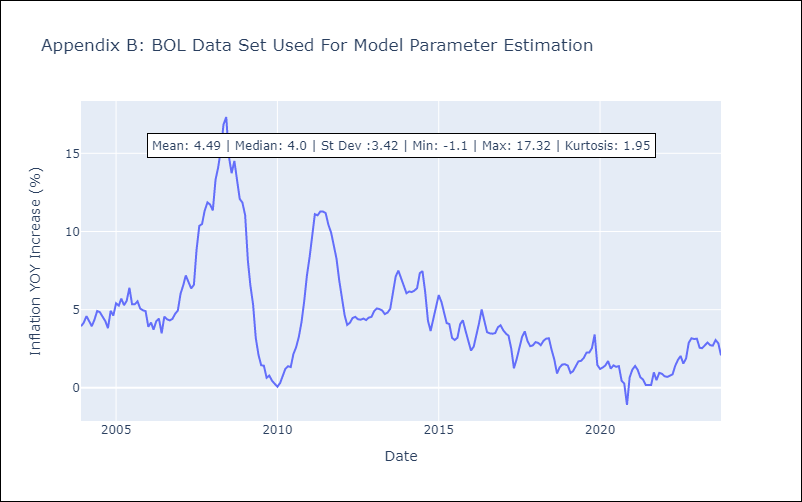 Appendix B: BOL Data Set Used For Model Parameter Estimation
Mean: 4.49 | Median: 4.0 | St Dev :3.42 | Min: -1.1 | Max: 17.32 | Kurtosis: 1.95
Inflation YOY Increase (%)
15
10
5
0
2005
2010
2015
2020
Date